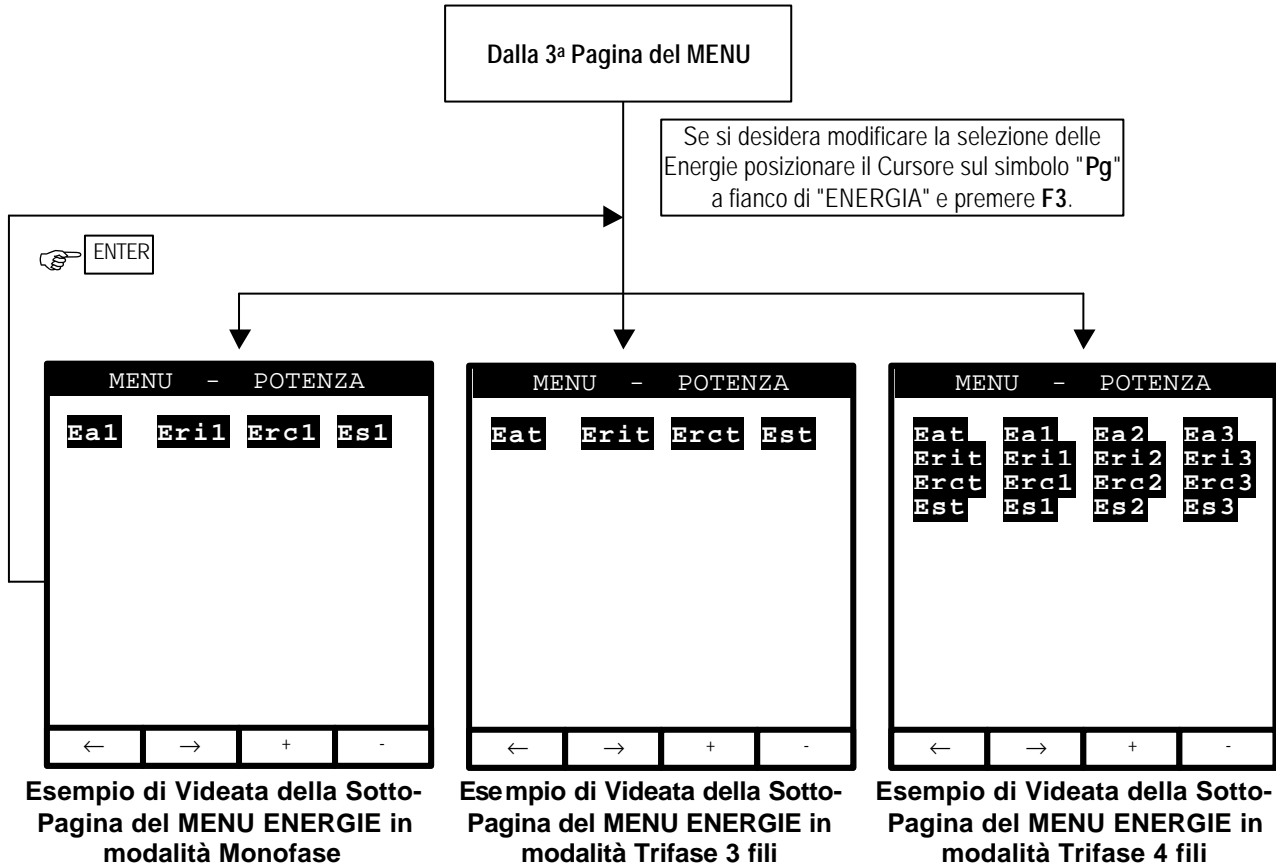 Dalla 3ª Pagina del MENU
Se si desidera modificare la selezione delle
Energie posizionare il Cursore sul simbolo "Pg"
a fianco di "ENERGIA" e premere F3.
ENTER
MENU - POTENZA
Ea1 Eri1 Erc1 Es1
← → + -
Esempio di Videata della Sotto-
Pagina del MENU ENERGIE in
modalità Monofase
MENU - POTENZA
Eat Erit Erct Est
← → + -
Esempio di Videata della Sotto-
Pagina del MENU ENERGIE in
modalità Trifase 3 fili
MENU - POTENZA
Eat Ea1 Ea2 Ea3
Erit Eri1 Eri2 Eri3
Erct Erc1 Erc2 Erc3
Est Es1 Es2 Es3
← → + -
Esempio di Videata della Sotto-
Pagina del MENU ENERGIE in
modalità Trifase 4 fili